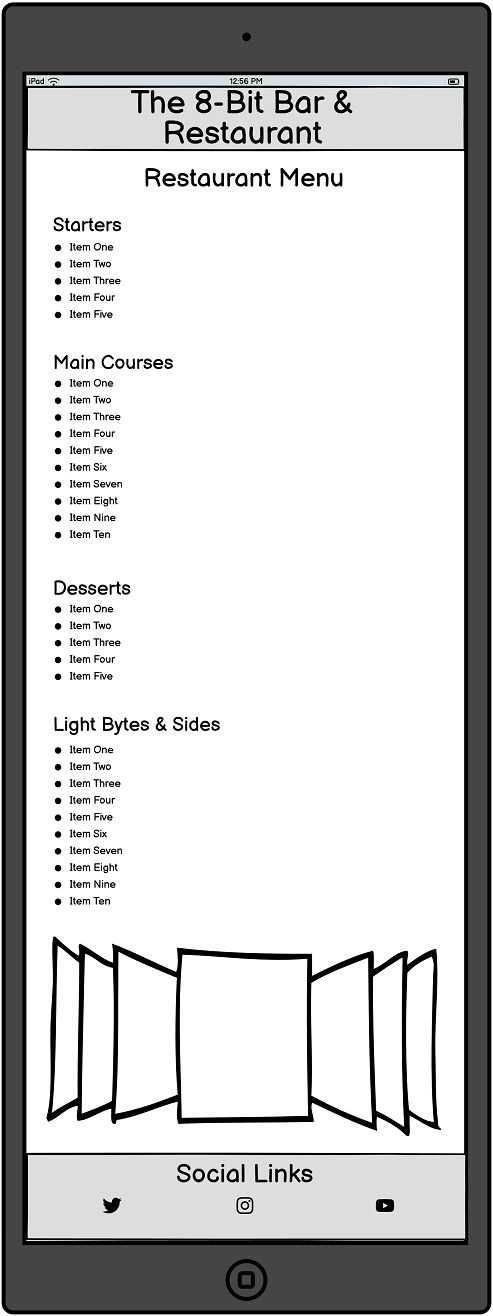 iPad 12:56 PM
The 8-Bit Bar &
Restaurant
Restaurant Menu
Starters
Item One
Item Two
Item Three
Item Four
Item Five
Main Courses
Item One
Item Two
Item Three
Item Four
Item Five
Item Six
Item Seven
Item Eight
Item Nine
Item Ten
Desserts
Item One
Item Two
Item Three
Item Four
Item Five
Light Bytes & Sides
Item One
Item Two
Item Three
Item Four
Item Five
Item Six
Item Seven
Item Eight
Item Nine
Item Ten
Social Links